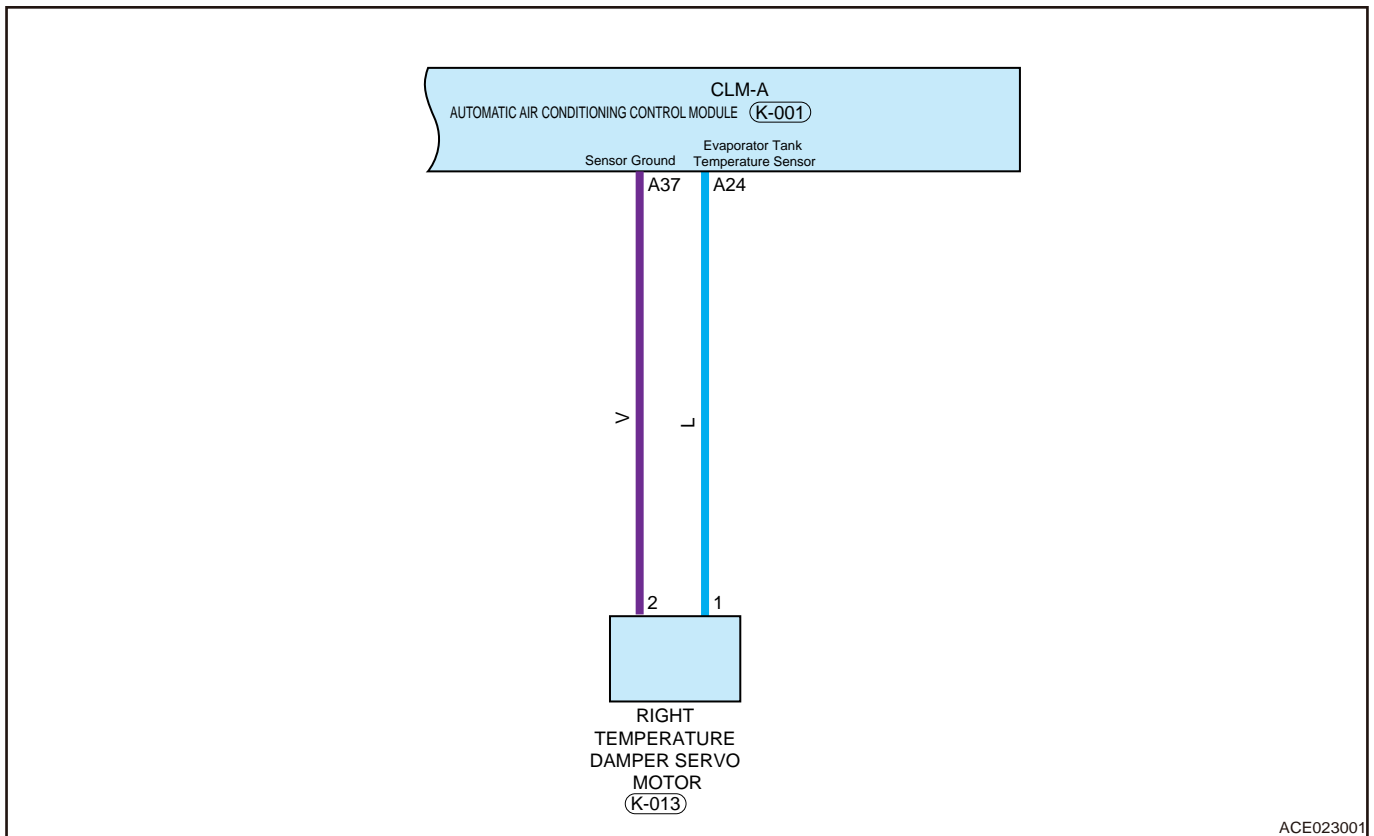 CLM-A
AUTOMATIC AIR CONDITIONING CONTROL MODULE K-001
Evaporator Tank
Sensor Ground Temperature Sensor
A37 A24
V L
2 1
RIGHT
TEMPERATURE
DAMPER SERVO
MOTOR
K-013
ACE023001